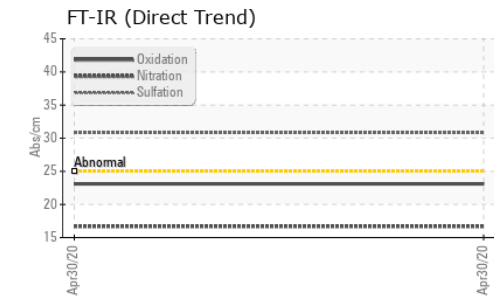 FT-IR (Direct Trend)
45
40
35
30
25
20
15
Abs/cm
Oxidation
Nitration
Sulfation
Abnormal
Apr30/20
Apr30/20